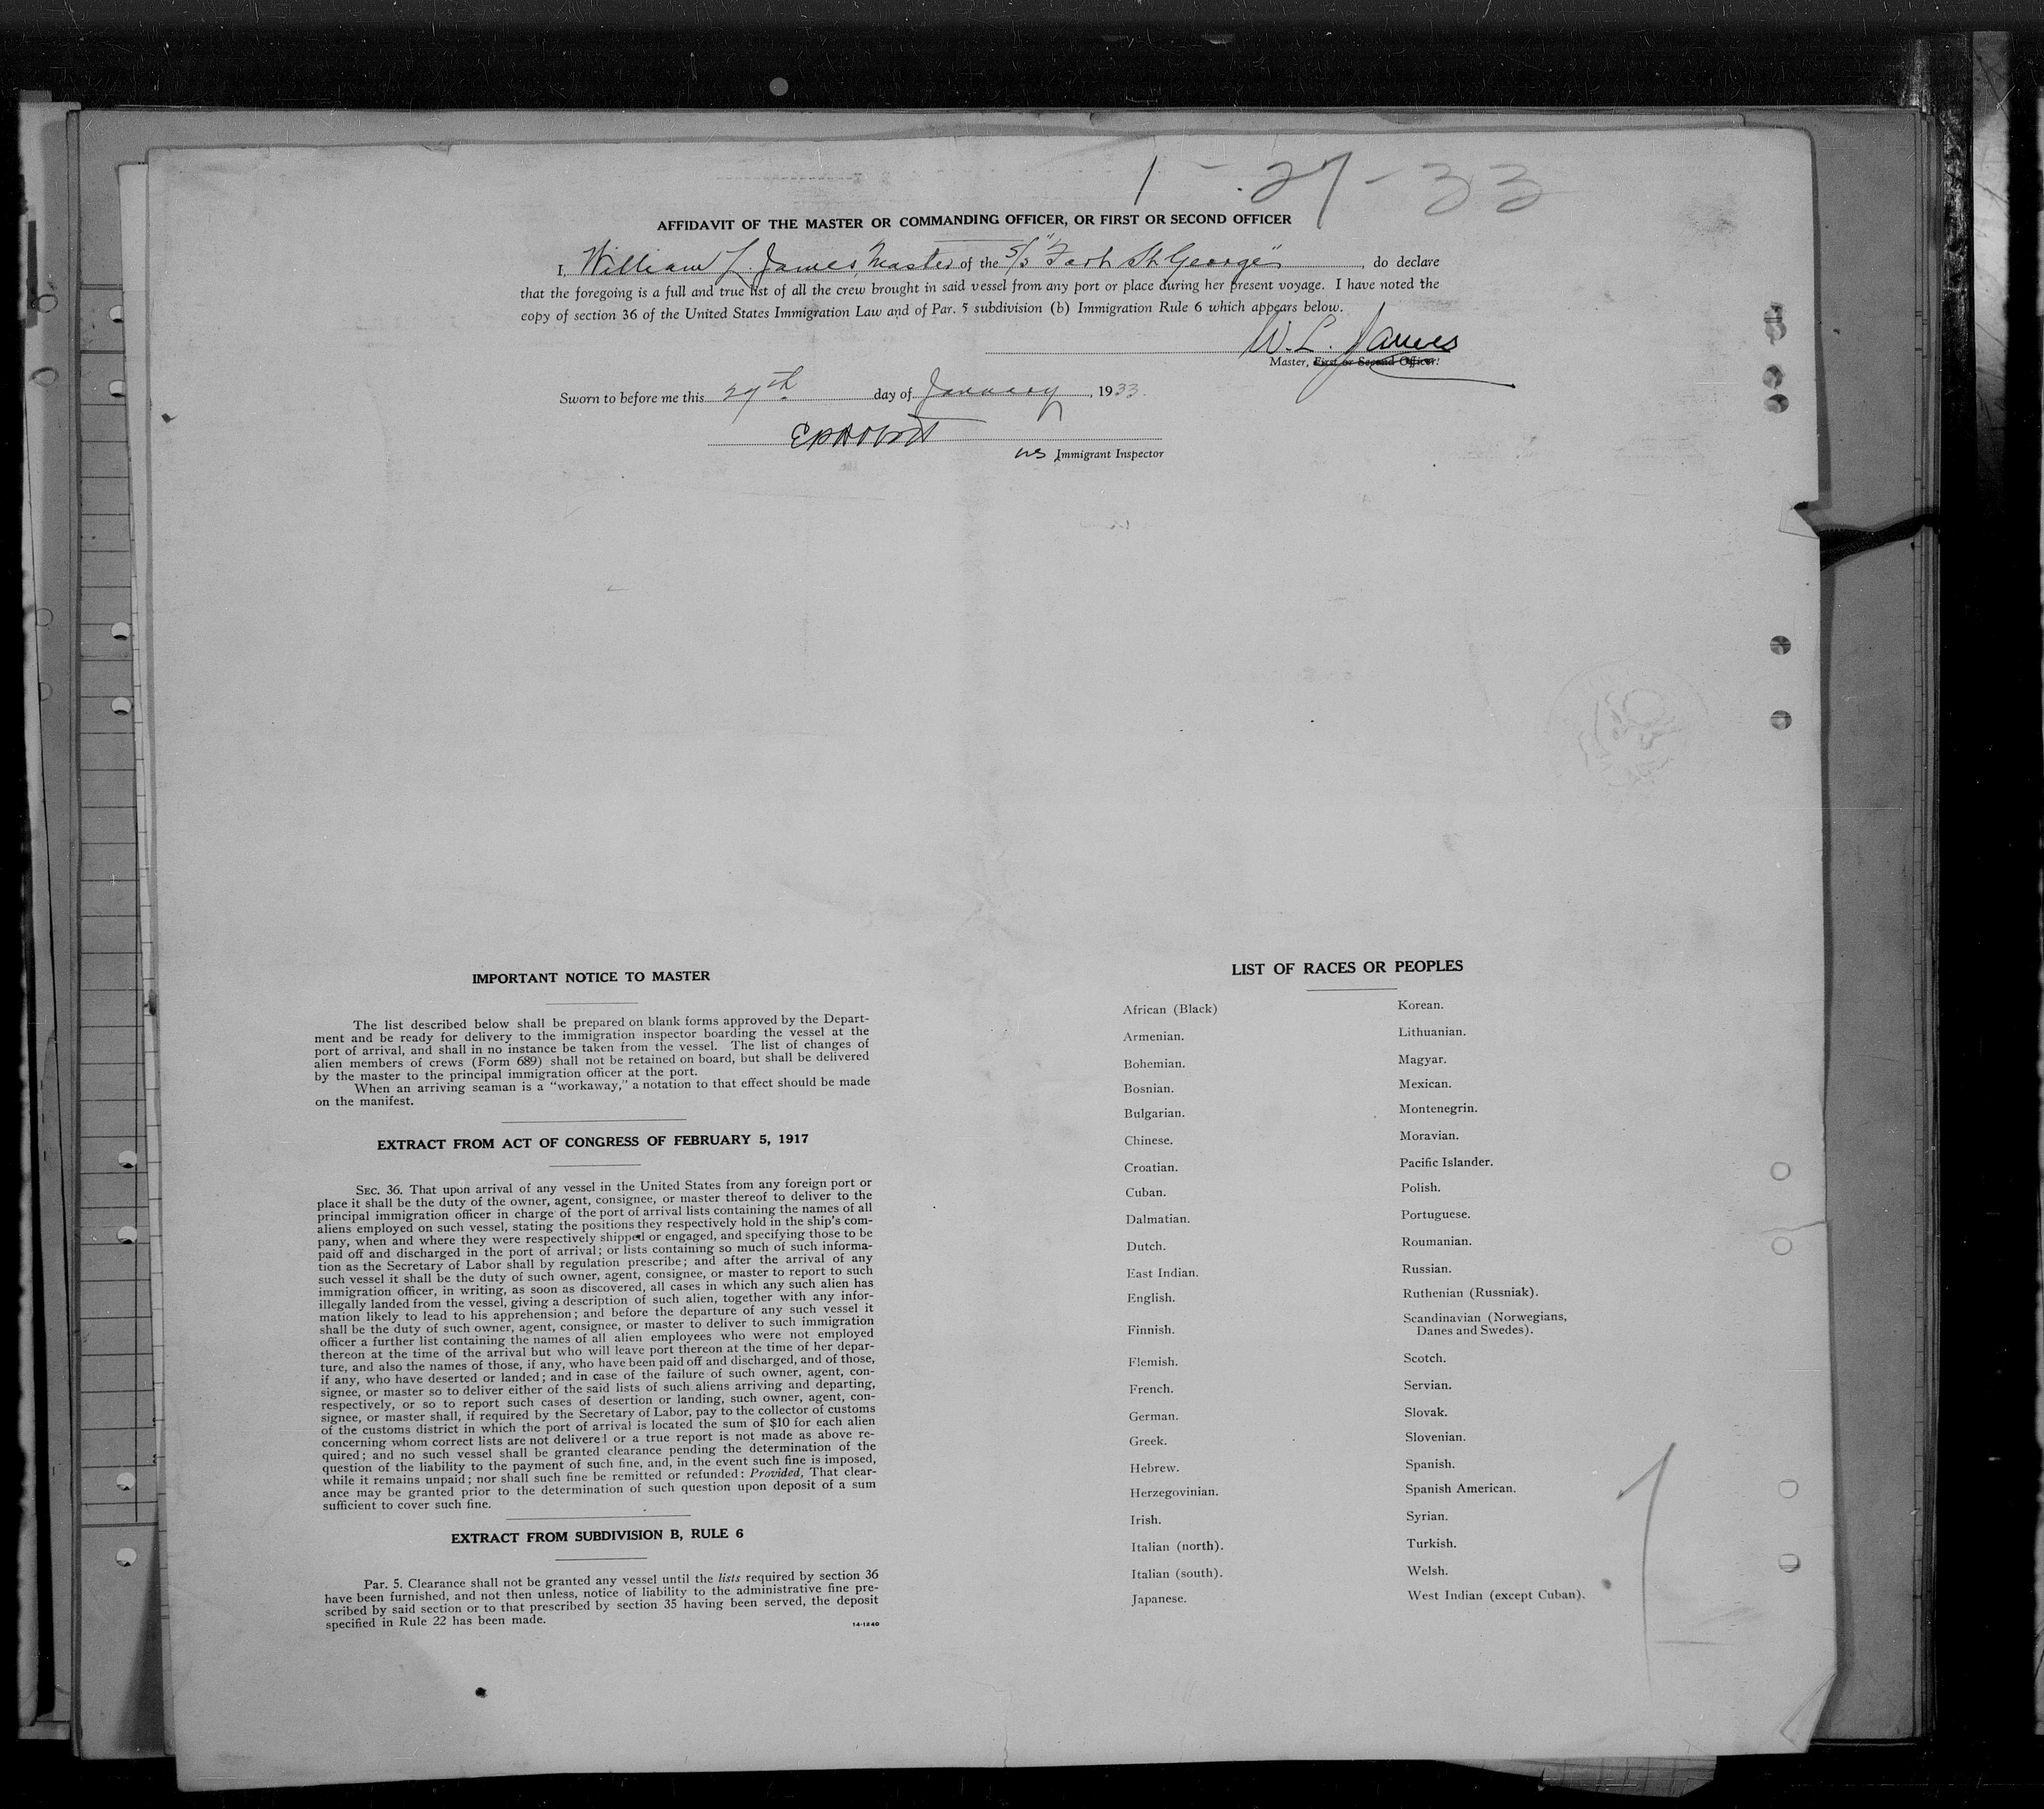 1-27-33
AFFIDAVIT OF THE MASTER OR COMMANDING OFFICER, OR FIRST OR SECOND OFFICER
I, William L. James, Master of the S/S "Fort St. George", do declare
that the foregoing is a full and true list of all the crew brought in said vessel from any port or place during her present voyage. I have noted the
copy of section 36 of the United States Immigration Law and of Par. 5 subdivision (b) Immigration Rule 6 which appears below.
W. L. James
Master, First or Second Officer.
Sworn to before me this 27th day of January, 1933.
US Immigrant Inspector
IMPORTANT NOTICE TO MASTER
The list described below shall be prepared on blank forms approved by the Depart-
ment and be ready for delivery to the immigration inspector boarding the vessel at the
port of arrival, and shall in no instance be taken from the vessel. The list of changes of
alien members of crews (Form 689) shall not be retained on board, but shall be delivered
by the master to the principal immigration officer at the port.
When an arriving seaman is a "workaway," a notation to that effect should be made
on the manifest.
EXTRACT FROM ACT OF CONGRESS OF FEBRUARY 5, 1917
SEC. 36. That upon arrival of any vessel in the United States from any foreign port or
place it shall be the duty of the owner, agent, consignee, or master thereof to deliver to the
principal immigration officer in charge of the port of arrival lists containing the names of all
aliens employed on such vessel, stating the positions they respectively hold in the ship's com-
pany, when and where they were respectively shipped or engaged, and specifying those to be
paid off and discharged in the port of arrival; or lists containing so much of such informa-
tion as the Secretary of Labor shall by regulation prescribe; and after the arrival of any
such vessel it shall be the duty of such owner, agent, consignee, or master to report to such
immigration officer, in writing, as soon as discovered, all cases in which any such alien has
illegally landed from the vessel, giving a description of such alien, together with any infor-
mation likely to lead to his apprehension; and before the departure of any such vessel it
shall be the duty of such owner, agent, consignee, or master to deliver to such immigration
officer a further list containing the names of all alien employees who were not employed
thereon at the time of the arrival but who will leave port thereon at the time of her depar-
ture, and also the names of those, if any, who have been paid off and discharged, and of those,
if any, who have deserted or landed; and in case of the failure of such owner, agent, con-
signee, or master so to deliver either of the said lists of such aliens arriving and departing,
respectively, or so to report such cases of desertion or landing, such owner, agent, con-
signee, or master shall, if required by the Secretary of Labor, pay to the collector of customs
of the customs district in which the port of arrival is located the sum of $10 for each alien
concerning whom correct lists are not delivered or a true report is not made as above re-
quired; and no such vessel shall be granted clearance pending the determination of the
question of the liability to the payment of such fine, and, in the event such fine is imposed,
while it remains unpaid; nor shall such fine be remitted or refunded: Provided, That clear-
ance may be granted prior to the determination of such question upon deposit of a sum
sufficient to cover such fine.
EXTRACT FROM SUBDIVISION B, RULE 6
Par. 5. Clearance shall not be granted any vessel until the lists required by section 36
have been furnished, and not then unless, notice of liability to the administrative fine pre-
scribed by said section or to that prescribed by section 35 having been served, the deposit
specified in Rule 22 has been made.
14-1240
LIST OF RACES OR PEOPLES
African (Black)
Armenian.
Bohemian.
Bosnian.
Bulgarian.
Chinese.
Croatian.
Cuban.
Dalmatian.
Dutch.
East Indian.
English.
Finnish.
Flemish.
French.
German.
Greek.
Hebrew.
Herzegovinian.
Irish.
Italian (north).
Italian (south).
Japanese.
Korean.
Lithuanian.
Magyar.
Mexican.
Montenegrin.
Moravian.
Pacific Islander.
Polish.
Portuguese.
Roumanian.
Russian.
Ruthenian (Russniak).
Scandinavian (Norwegians,
Danes and Swedes).
Scotch.
Servian.
Slovak.
Slovenian.
Spanish.
Spanish American.
Syrian.
Turkish.
Welsh.
West Indian (except Cuban).
1